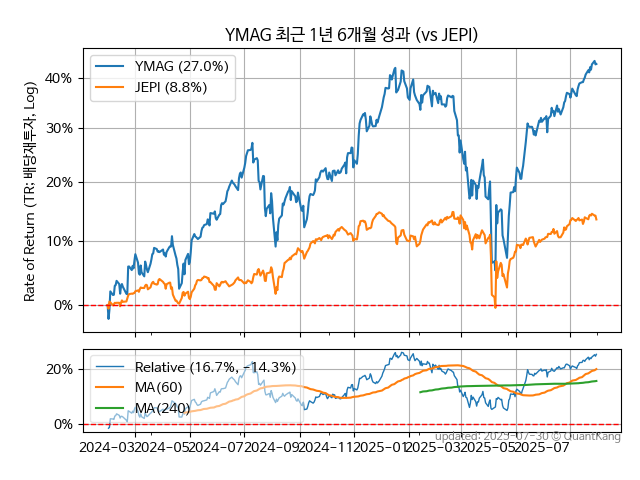 YMAG 최근 1년 6개월 성과 (vs JEPI)
Rate of Return (TR; 배당재투자, Log)
YMAG (27.0%)
JEPI (8.8%)
40%
30%
20%
10%
0%
Relative (16.7%, −14.3%)
MA(60)
MA(240)
20%
0%
2024-03 2024-05 2024-07 2024-09 2024-11 2025-01 2025-03 2025-05 2025-07
updated: 2025-07-30 © QuantKang